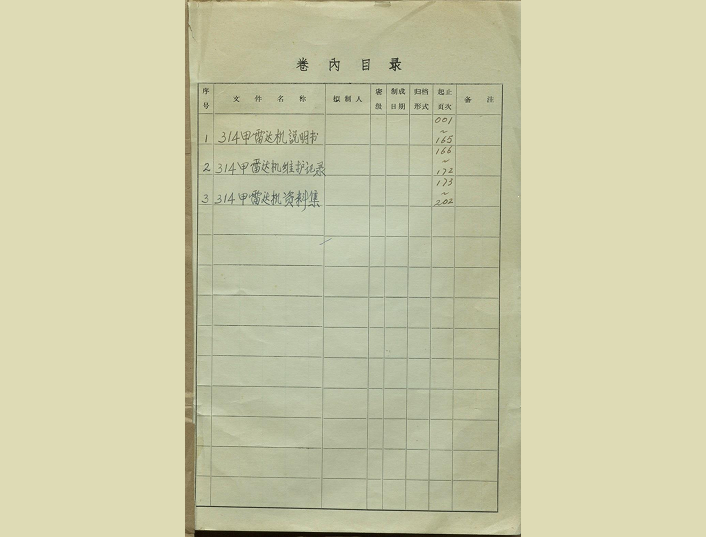 卷内目录
序号 文件名称 编制人 密级 制成日期 归档形式 起止页次 备注
1 314甲雷达机说明书 001~165
2 314甲雷达机维护记录 166~172
3 314甲雷达机资料集 173~202